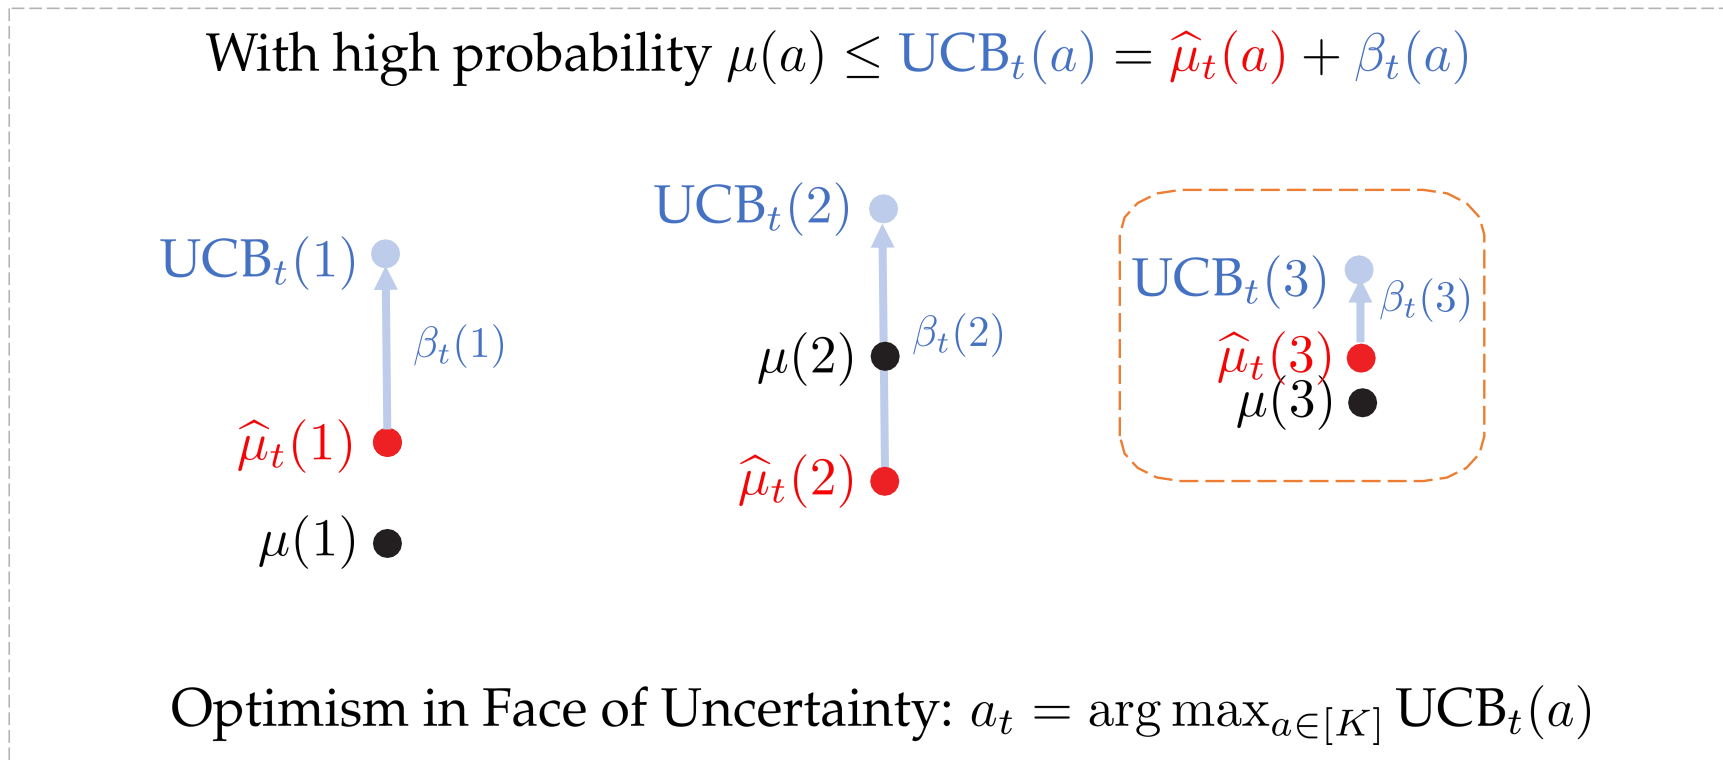 With high probability μ(a) ≤ UCB_t(a) = μ̂_t(a) + β_t(a)
UCB_t(1)
β_t(1)
μ̂_t(1)
μ(1)
UCB_t(2)
β_t(2)
μ(2)
μ̂_t(2)
UCB_t(3)
β_t(3)
μ̂_t(3)
μ(3)
Optimism in Face of Uncertainty: a_t = arg max_{a∈[K]} UCB_t(a)